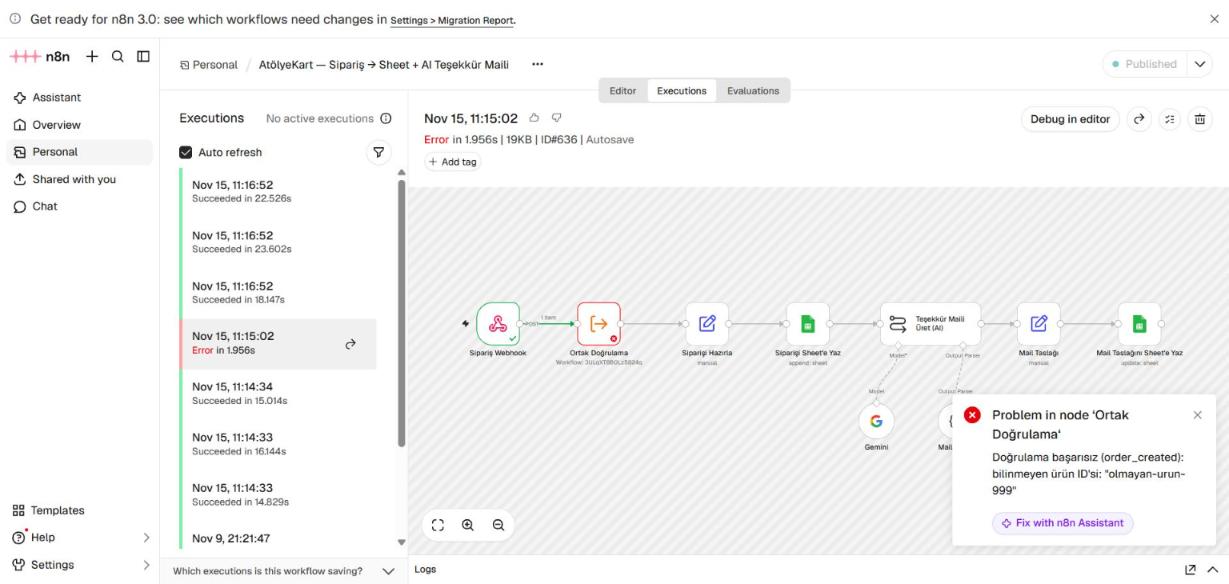 Get ready for n8n 3.0: see which workflows need changes in Settings > Migration Report.
n8n
Assistant
Overview
Personal
Shared with you
Chat
Templates
Help
Settings
Personal / AtölyeKart — Sipariş → Sheet + AI Teşekkür Maili
Published
Editor
Executions
Evaluations
Executions
No active executions
Auto refresh
Nov 15, 11:16:52
Succeeded in 22.526s
Nov 15, 11:16:52
Succeeded in 23.602s
Nov 15, 11:16:52
Succeeded in 18.147s
Nov 15, 11:15:02
Error in 1.956s
Nov 15, 11:14:34
Succeeded in 15.014s
Nov 15, 11:14:33
Succeeded in 16.144s
Nov 15, 11:14:33
Succeeded in 14.829s
Nov 9, 21:21:47
Which executions is this workflow saving?
Nov 15, 11:15:02
Error in 1.956s | 19KB | ID#636 | Autosave
+ Add tag
Debug in editor
POST
1 item
Sipariş Webhook
Ortak Doğrulama
Siparişi Hazırla
manual
Siparişi Sheet'e Yaz
append: sheet
Teşekkür Maili
Üret (AI)
Model*
Output Parser
Mail Taslağı
manual
Mail Taslağını Sheet'e Yaz
update: sheet
Model
Output Parser
Gemini
Problem in node ‘Ortak
Doğrulama‘
Doğrulama başarısız (order_created):
bilinmeyen ürün ID'si: "olmayan-urun-
999"
Fix with n8n Assistant
Logs